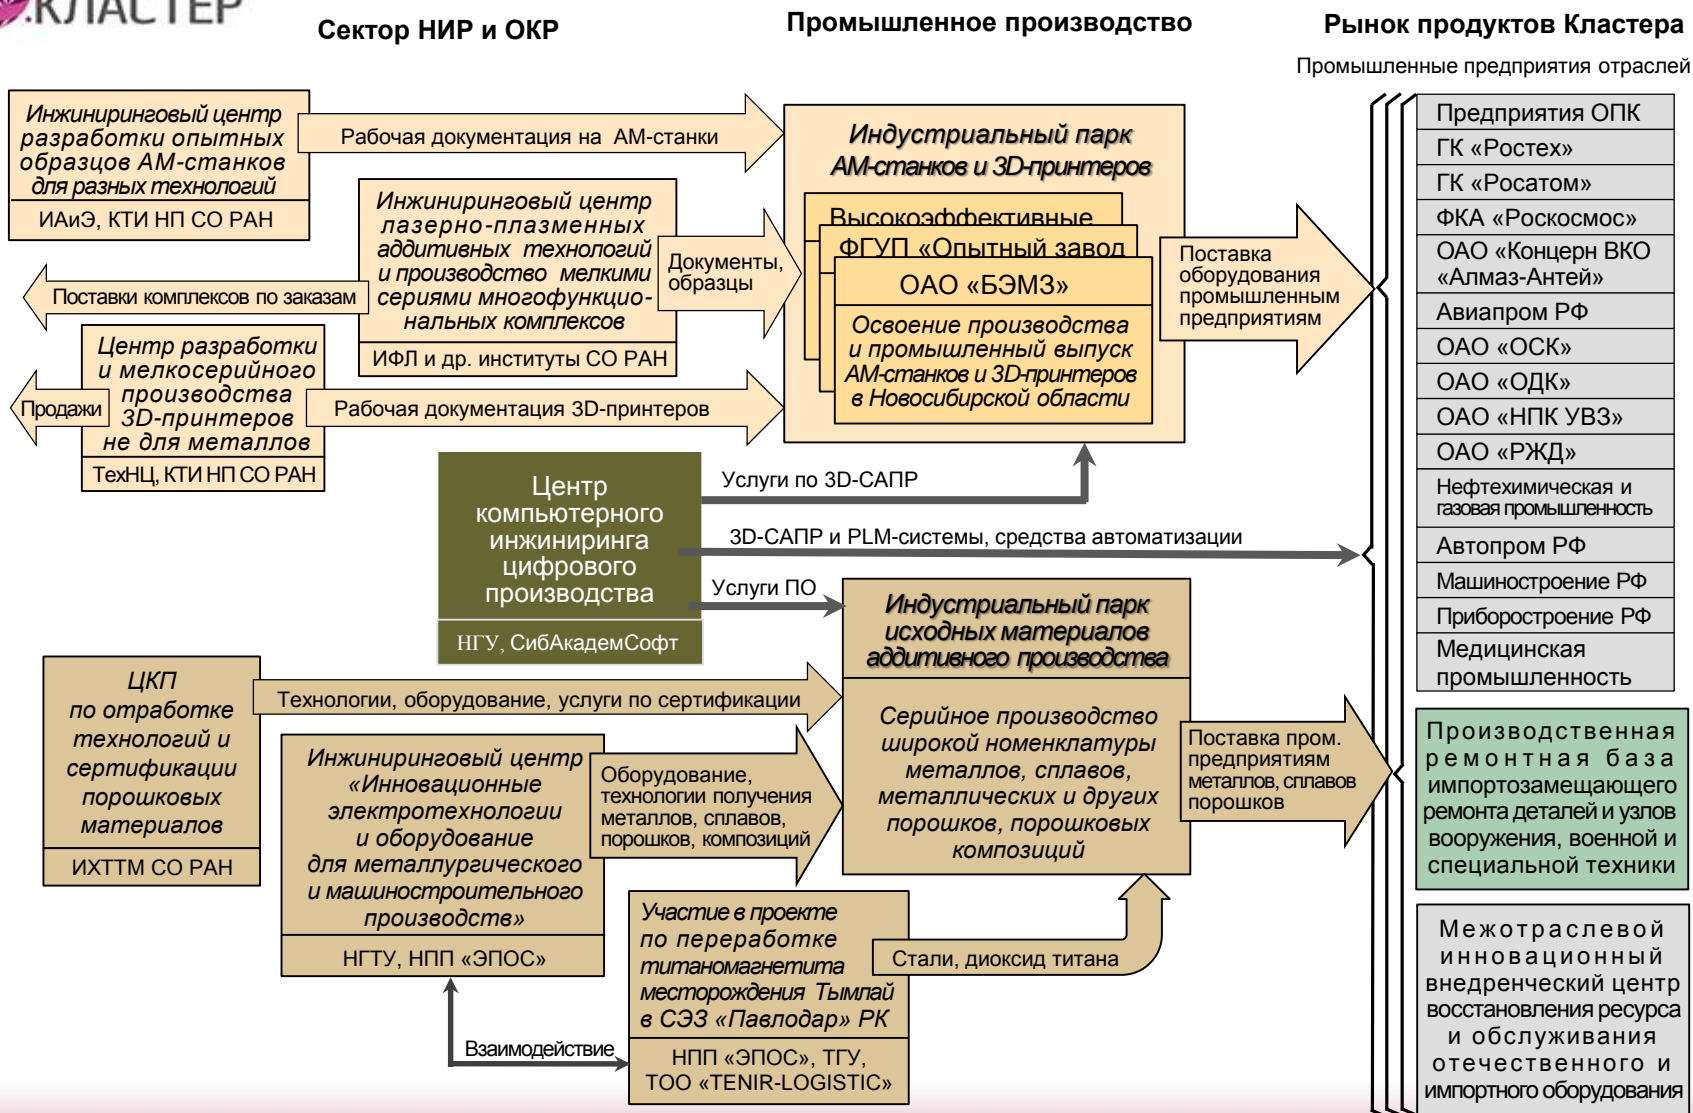 .КЛАСТЕР
Сектор НИР и ОКР
Промышленное производство
Рынок продуктов Кластера
Промышленные предприятия отраслей
Инжиниринговый центр
разработки опытных
образцов АМ-станков
для разных технологий
ИАиЭ, КТИ НП СО РАН
Рабочая документация на АМ-станки
Инжиниринговый центр
лазерно-плазменных
аддитивных технологий
и производство мелкими
сериями многофункцио-
нальных комплексов
ИФЛ и др. институты СО РАН
Поставки комплексов по заказам
Документы,
образцы
Центр разработки
и мелкосерийного
производства
3D-принтеров
не для металлов
ТехНЦ, КТИ НП СО РАН
Продажи
Рабочая документация 3D-принтеров
Индустриальный парк
АМ-станков и 3D-принтеров
Высокоэффективные
ФГУП «Опытный завод
ОАО «БЭМЗ»
Освоение производства
и промышленный выпуск
АМ-станков и 3D-принтеров
в Новосибирской области
Поставка
оборудования
промышленным
предприятиям
Центр
компьютерного
инжиниринга
цифрового
производства
НГУ, СибАкадемСофт
Услуги по 3D-САПР
3D-САПР и PLM-системы, средства автоматизации
Услуги ПО
Индустриальный парк
исходных материалов
аддитивного производства
Серийное производство
широкой номенклатуры
металлов, сплавов,
металлических и других
порошков, порошковых
композиций
ЦКП
по отработке
технологий и
сертификации
порошковых
материалов
ИХТТМ СО РАН
Технологии, оборудование, услуги по сертификации
Инжиниринговый центр
«Инновационные
электротехнологии
и оборудование
для металлургического
и машиностроительного
производств»
НГТУ, НПП «ЭПОС»
Оборудование,
технологии получения
металлов, сплавов,
порошков, композиций
Поставка пром.
предприятиям
металлов, сплавов
порошков
Участие в проекте
по переработке
титаномагнетита
месторождения Тымлай
в СЭЗ «Павлодар» РК
НПП «ЭПОС», ТГУ,
ТОО «TENIR-LOGISTIC»
Стали, диоксид титана
Взаимодействие
Предприятия ОПК
ГК «Ростех»
ГК «Росатом»
ФКА «Роскосмос»
ОАО «Концерн ВКО
«Алмаз-Антей»
Авиапром РФ
ОАО «ОСК»
ОАО «ОДК»
ОАО «НПК УВЗ»
ОАО «РЖД»
Нефтехимическая и
газовая промышленность
Автопром РФ
Машиностроение РФ
Приборостроение РФ
Медицинская
промышленность
Производственная
ремонтная база
импортозамещающего
ремонта деталей и узлов
вооружения, военной и
специальной техники
Межотраслевой
инновационный
внедренческий центр
восстановления ресурса
и обслуживания
отечественного и
импортного оборудования